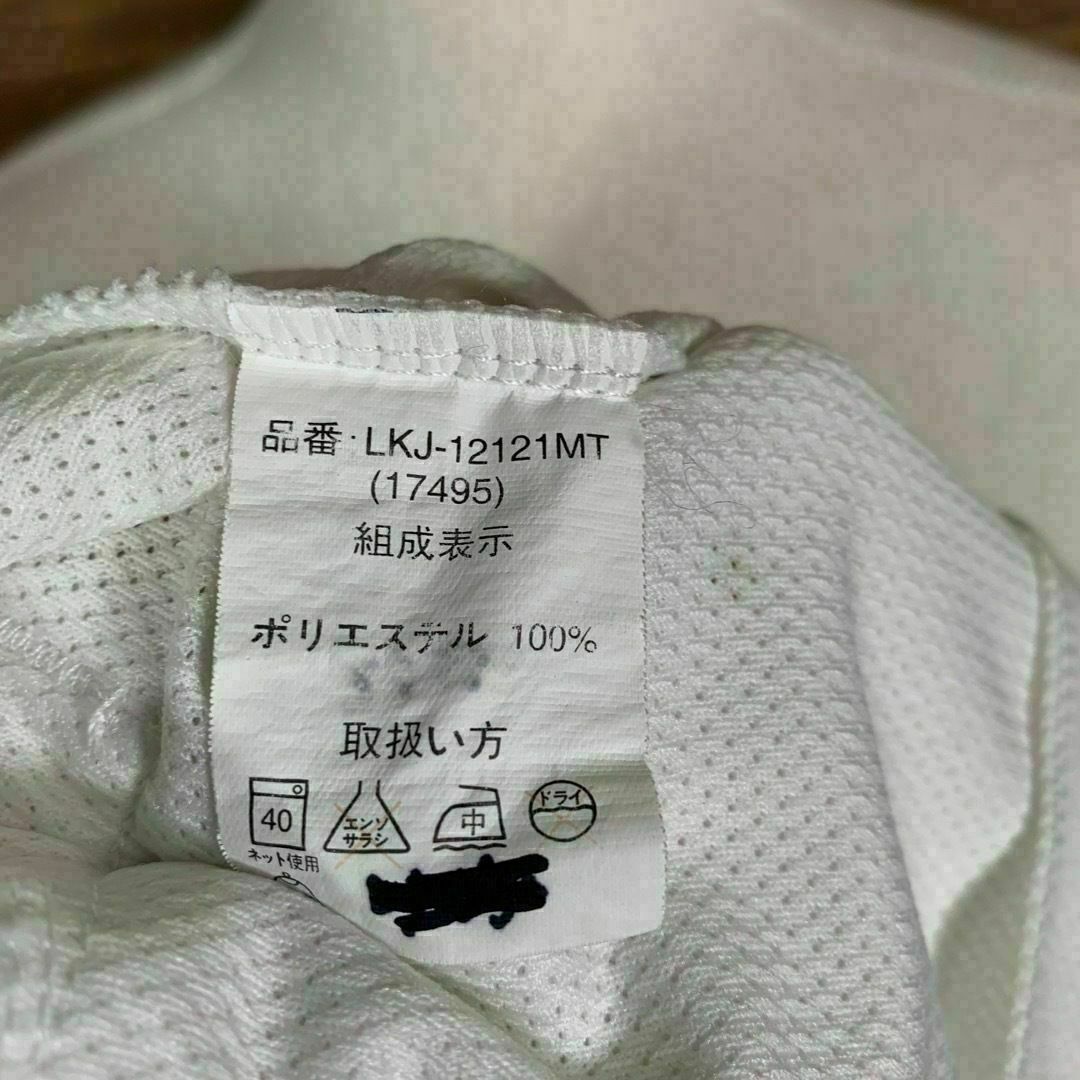 品番・LKJ-12121MT
(17495)
組成表示
ポリエステル 100%
取扱い方
40
エンソ
サラシ
中
ドライ
ネット使用